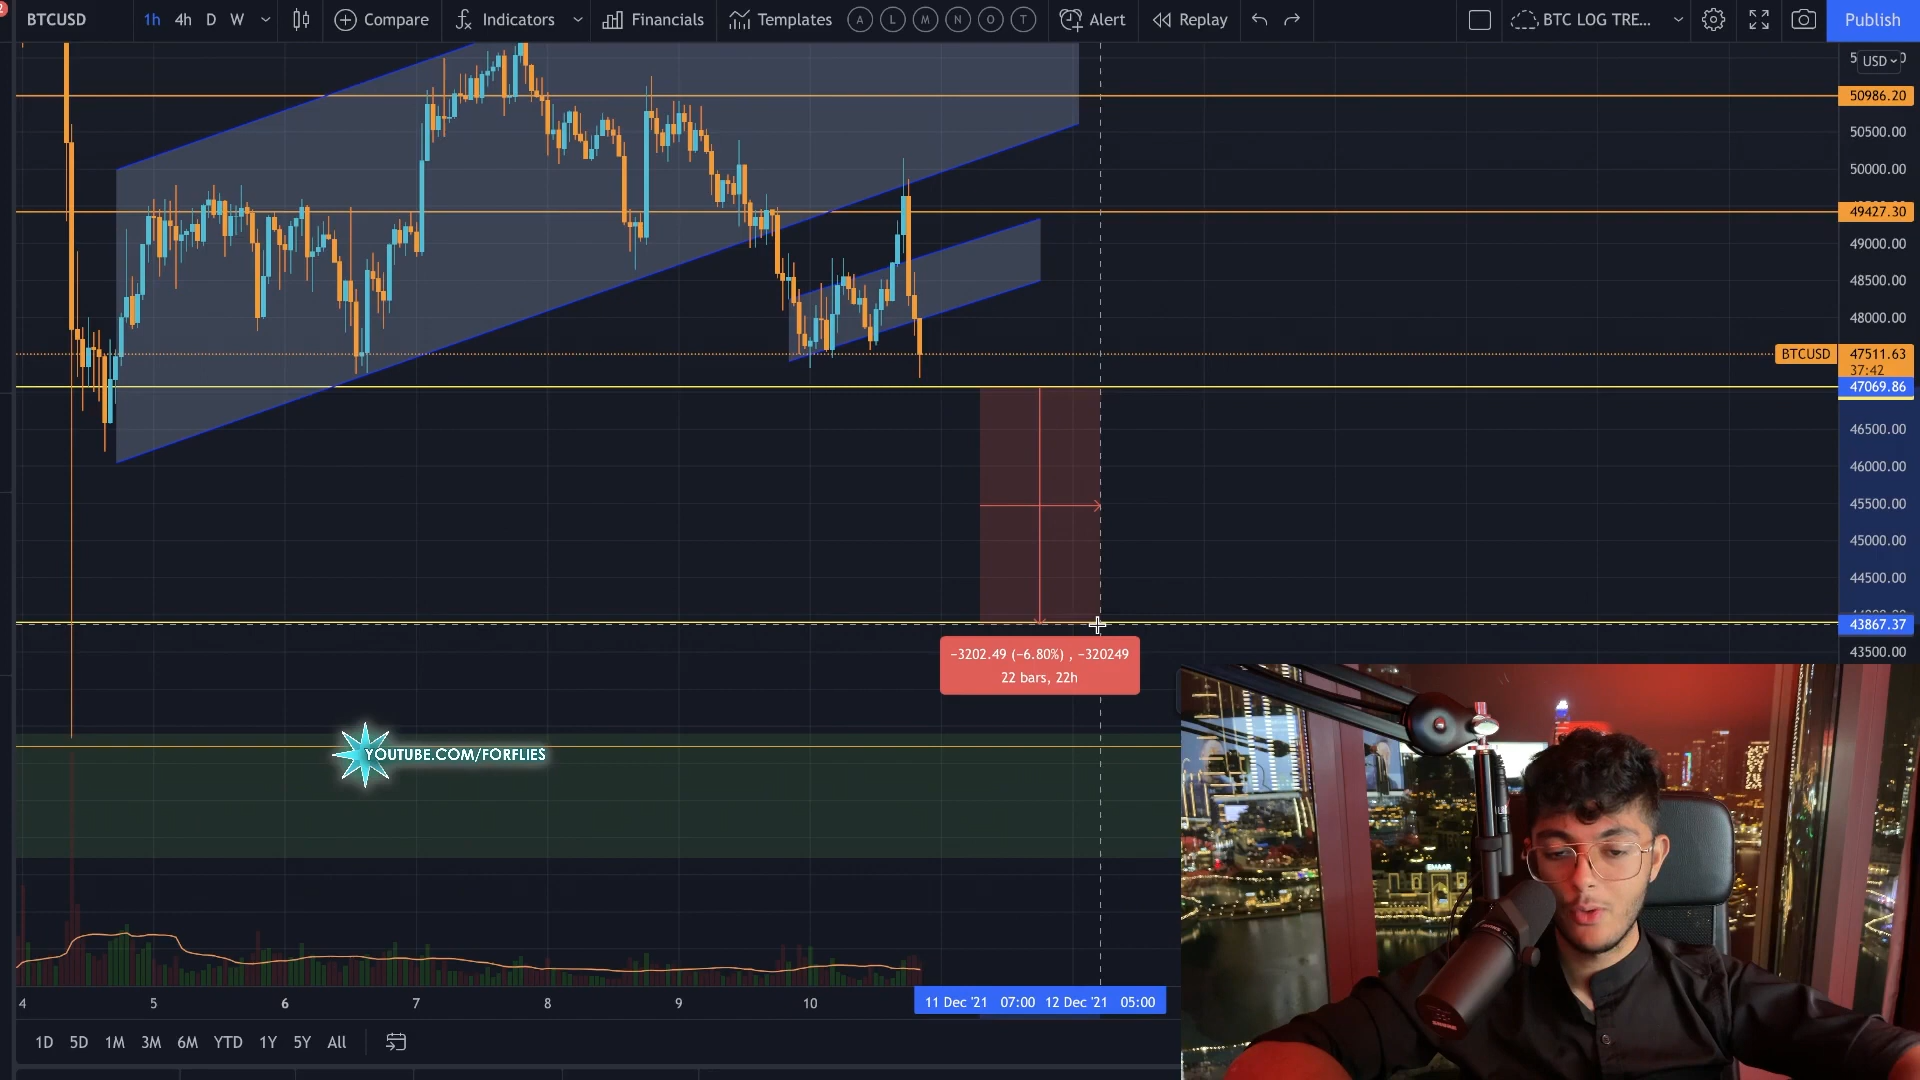 BTCUSD
1h 4h D W Compare Indicators Financials Templates A L M N O T Alert Replay
BTC LOG TRE... Publish
USD
50986.20
50500.00
50000.00
49427.30
49000.00
48500.00
48000.00
BTCUSD 47511.63
37:42
47069.86
46500.00
46000.00
45500.00
45000.00
44500.00
43867.37
43500.00
−3202.49 (−6.80%) , −320249
22 bars, 22h
YOUTUBE.COM/FORFLIES
EMAAR
4 5 6 7 8 9 10 11 Dec '21 07:00 12 Dec '21 05:00
1D 5D 1M 3M 6M YTD 1Y 5Y All